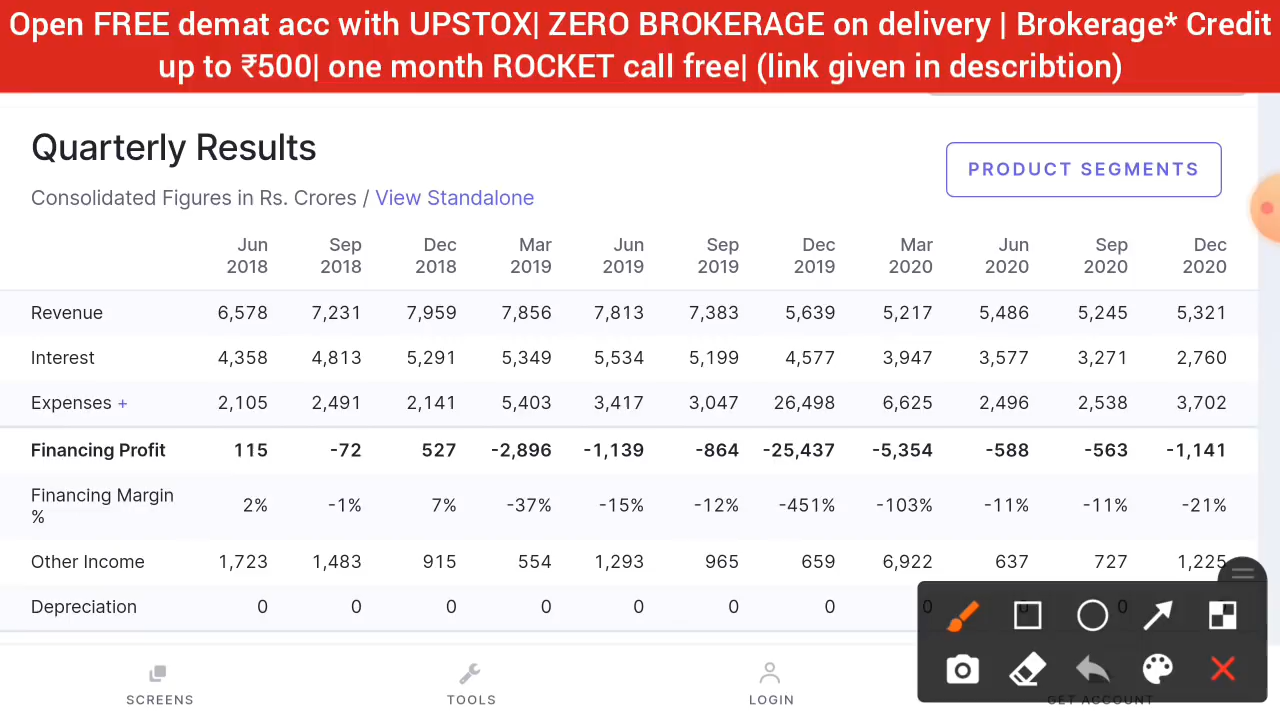 Open FREE demat acc with UPSTOX| ZERO BROKERAGE on delivery | Brokerage* Credit
up to ₹500| one month ROCKET call free| (link given in describtion)
Quarterly Results
PRODUCT SEGMENTS
Consolidated Figures in Rs. Crores / View Standalone
Jun 2018 Sep 2018 Dec 2018 Mar 2019 Jun 2019 Sep 2019 Dec 2019 Mar 2020 Jun 2020 Sep 2020 Dec 2020
Revenue 6,578 7,231 7,959 7,856 7,813 7,383 5,639 5,217 5,486 5,245 5,321
Interest 4,358 4,813 5,291 5,349 5,534 5,199 4,577 3,947 3,577 3,271 2,760
Expenses + 2,105 2,491 2,141 5,403 3,417 3,047 26,498 6,625 2,496 2,538 3,702
Financing Profit 115 -72 527 -2,896 -1,139 -864 -25,437 -5,354 -588 -563 -1,141
Financing Margin % 2% -1% 7% -37% -15% -12% -451% -103% -11% -11% -21%
Other Income 1,723 1,483 915 554 1,293 965 659 6,922 637 727 1,225
Depreciation 0 0 0 0 0 0 0 0 0 0
SCREENS TOOLS LOGIN GET ACCOUNT